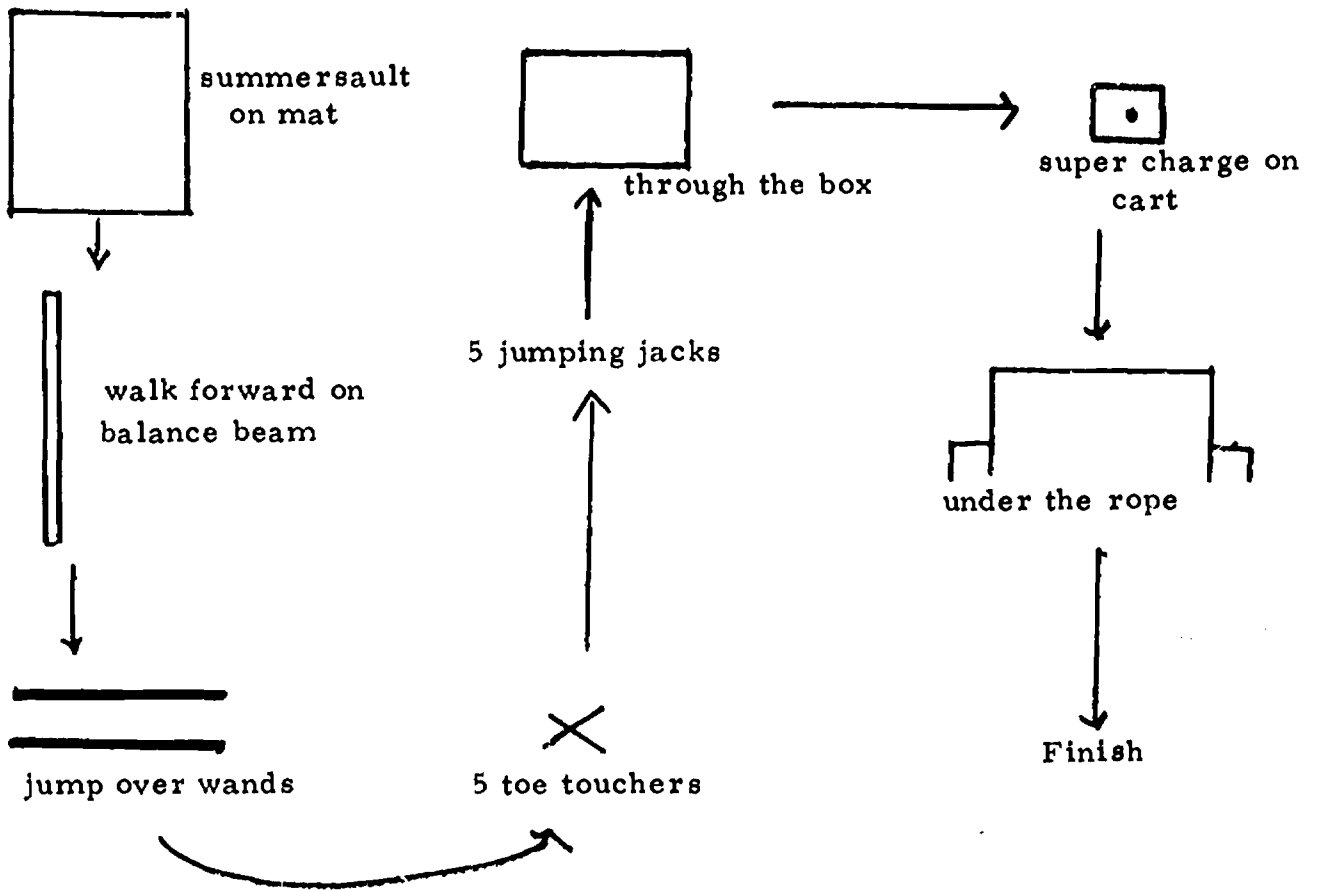 summersault
on mat
walk forward on
balance beam
jump over wands
5 toe touchers
5 jumping jacks
through the box
super charge on
cart
under the rope
Finish